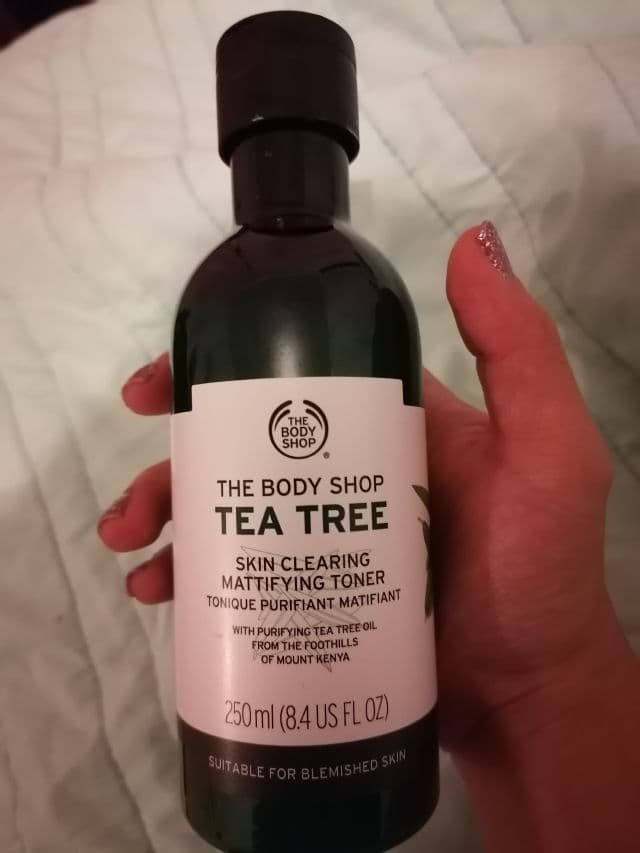 THE
BODY
SHOP
®
THE BODY SHOP
TEA TREE
SKIN CLEARING
MATTIFYING TONER
TONIQUE PURIFIANT MATIFIANT
WITH PURIFYING TEA TREE OIL
FROM THE FOOTHILLS
OF MOUNT KENYA
250ml (8.4 US FL OZ)
SUITABLE FOR BLEMISHED SKIN